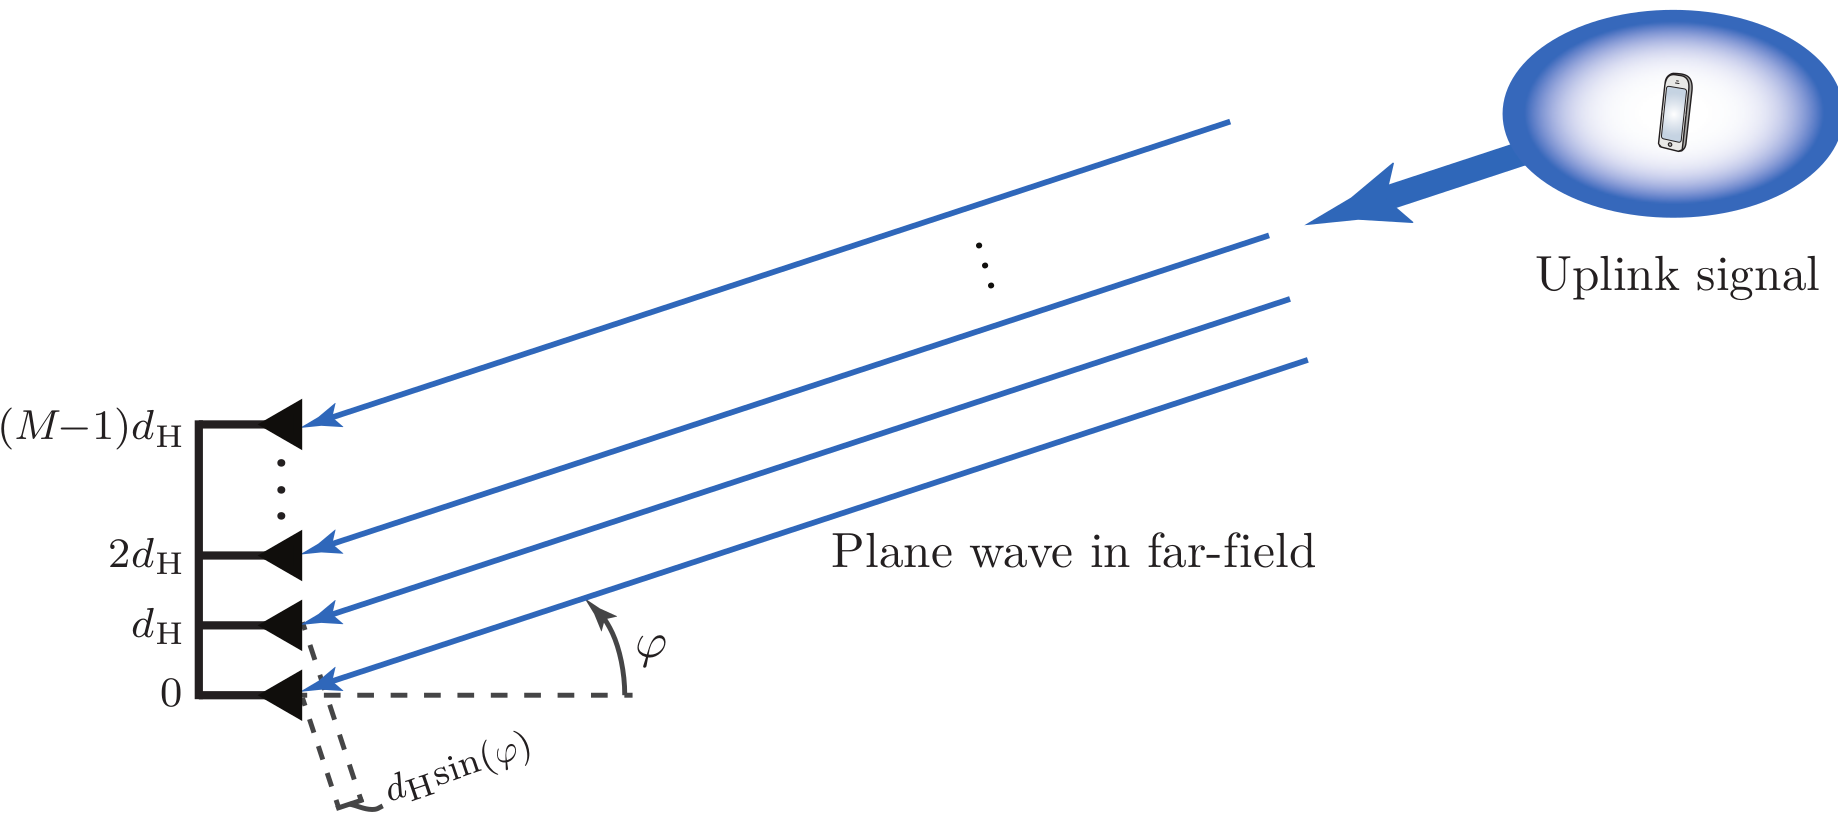 Uplink signal
(M−1)d_H
Plane wave in far-field
2d_H
d_H
φ
0
d_H sin(φ)